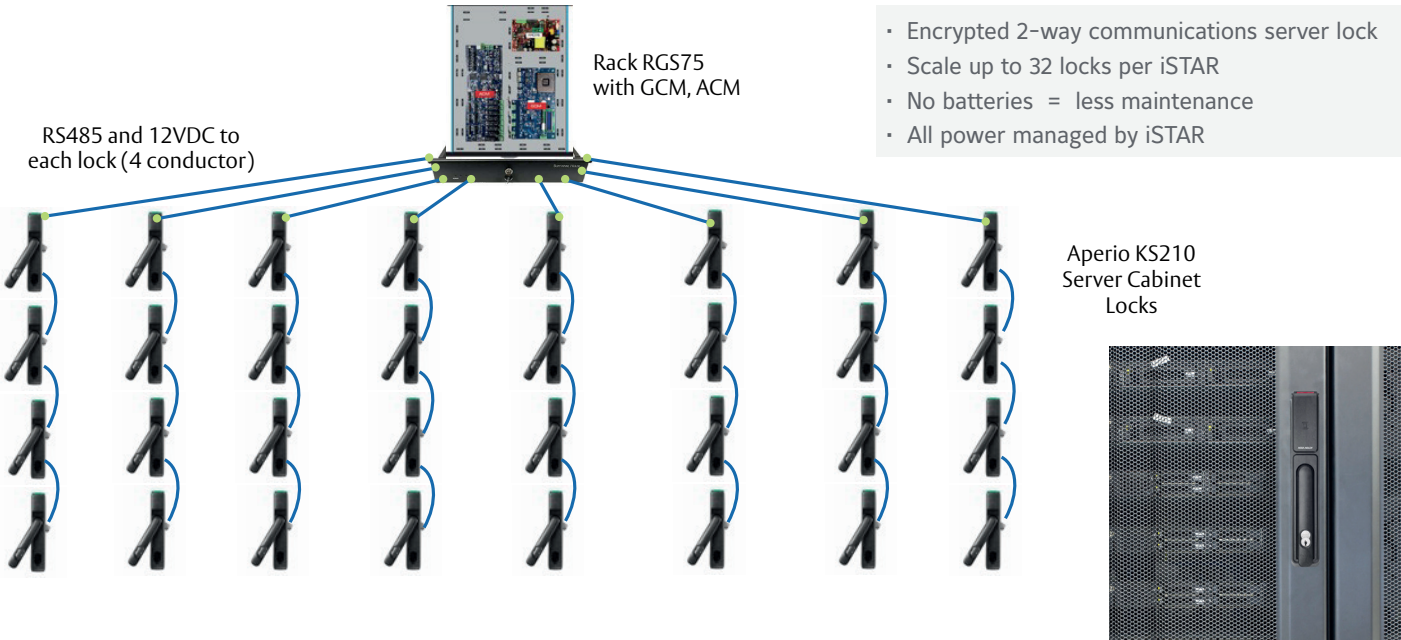 Rack RGS75
with GCM, ACM
· Encrypted 2-way communications server lock
· Scale up to 32 locks per iSTAR
· No batteries = less maintenance
· All power managed by iSTAR
RS485 and 12VDC to
each lock (4 conductor)
Aperio KS210
Server Cabinet
Locks